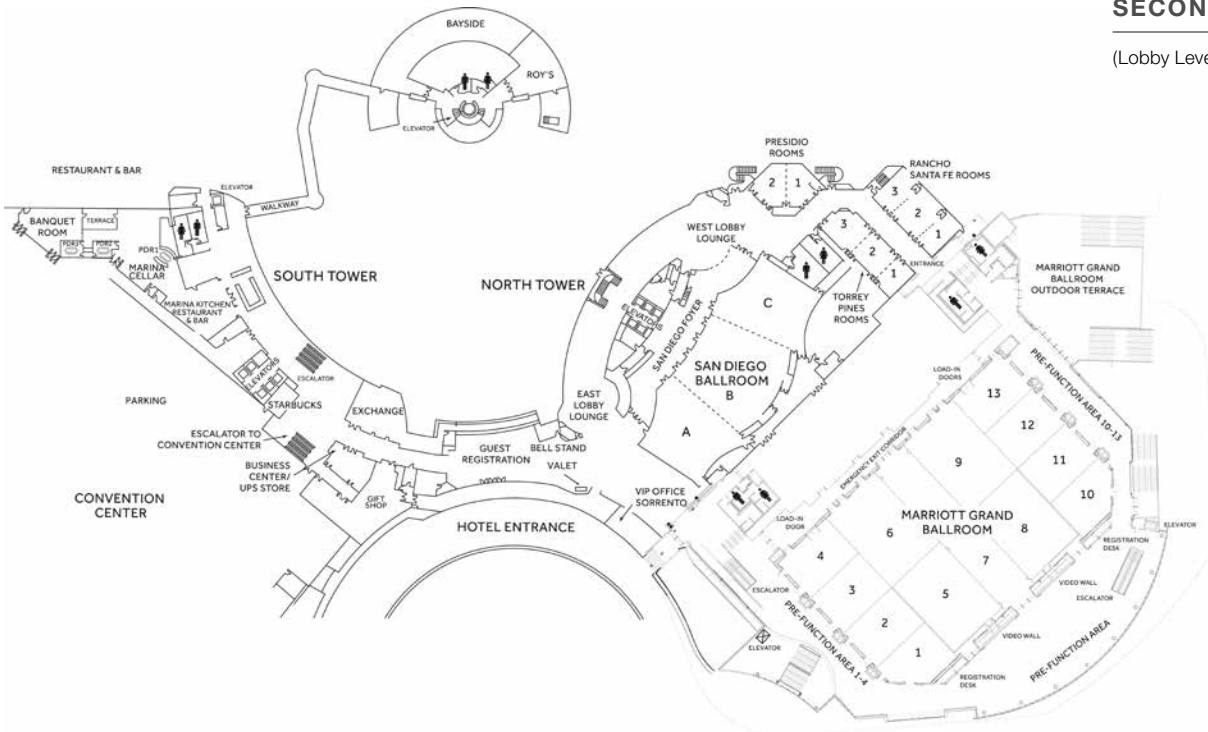 SECON
(Lobby Leve
BAYSIDE
ROY'S
ELEVATOR
PRESIDIO
ROOMS
2
1
RANCHO
SANTA FE ROOMS
3
2
1
ENTRANCE
RESTAURANT & BAR
ELEVATOR
WALKWAY
BANQUET
ROOM
TERRACE
PDR3
PDR2
PDR1
MARINA
CELLAR
MARINA KITCHEN
RESTAURANT
& BAR
SOUTH TOWER
NORTH TOWER
WEST LOBBY
LOUNGE
3
2
1
TORREY
PINES
ROOMS
MARRIOTT GRAND
BALLROOM
OUTDOOR TERRACE
ELEVATORS
SAN DIEGO FOYER
C
SAN DIEGO
BALLROOM
B
A
EAST
LOBBY
LOUNGE
ELEVATORS
ESCALATOR
STARBUCKS
EXCHANGE
PARKING
ESCALATOR TO
CONVENTION CENTER
BUSINESS
CENTER/
UPS STORE
GIFT
SHOP
GUEST
REGISTRATION
BELL STAND
VALET
VIP OFFICE
SORRENTO
CONVENTION
CENTER
HOTEL ENTRANCE
LOAD-IN
DOORS
PRE-FUNCTION AREA 10-13
13
12
11
10
9
EMERGENCY EXIT CORRIDOR
MARRIOTT GRAND
BALLROOM
LOAD-IN
DOOR
8
7
6
5
4
3
2
1
ELEVATOR
REGISTRATION
DESK
VIDEO WALL
ESCALATOR
VIDEO WALL
ESCALATOR
PRE-FUNCTION AREA 1-4
PRE-FUNCTION AREA
ELEVATOR
REGISTRATION
DESK